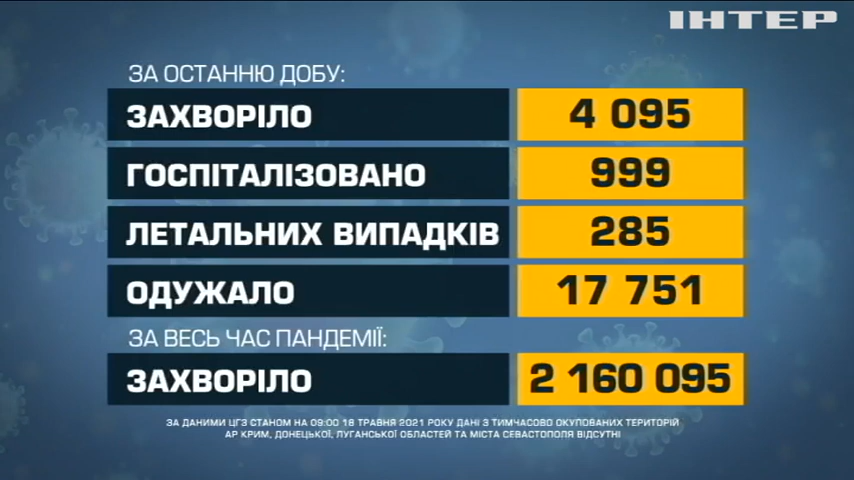 ІНТЕР
ЗА ОСТАННЮ ДОБУ:
ЗАХВОРІЛО 4 095
ГОСПІТАЛІЗОВАНО 999
ЛЕТАЛЬНИХ ВИПАДКІВ 285
ОДУЖАЛО 17 751
ЗА ВЕСЬ ЧАС ПАНДЕМІЇ:
ЗАХВОРІЛО 2 160 095
ЗА ДАНИМИ ЦГЗ СТАНОМ НА 09:00 18 ТРАВНЯ 2021 РОКУ ДАНІ З ТИМЧАСОВО ОКУПОВАНИХ ТЕРИТОРІЙ
АР КРИМ, ДОНЕЦЬКОЇ, ЛУГАНСЬКОЇ ОБЛАСТЕЙ ТА МІСТА СЕВАСТОПОЛЯ ВІДСУТНІ